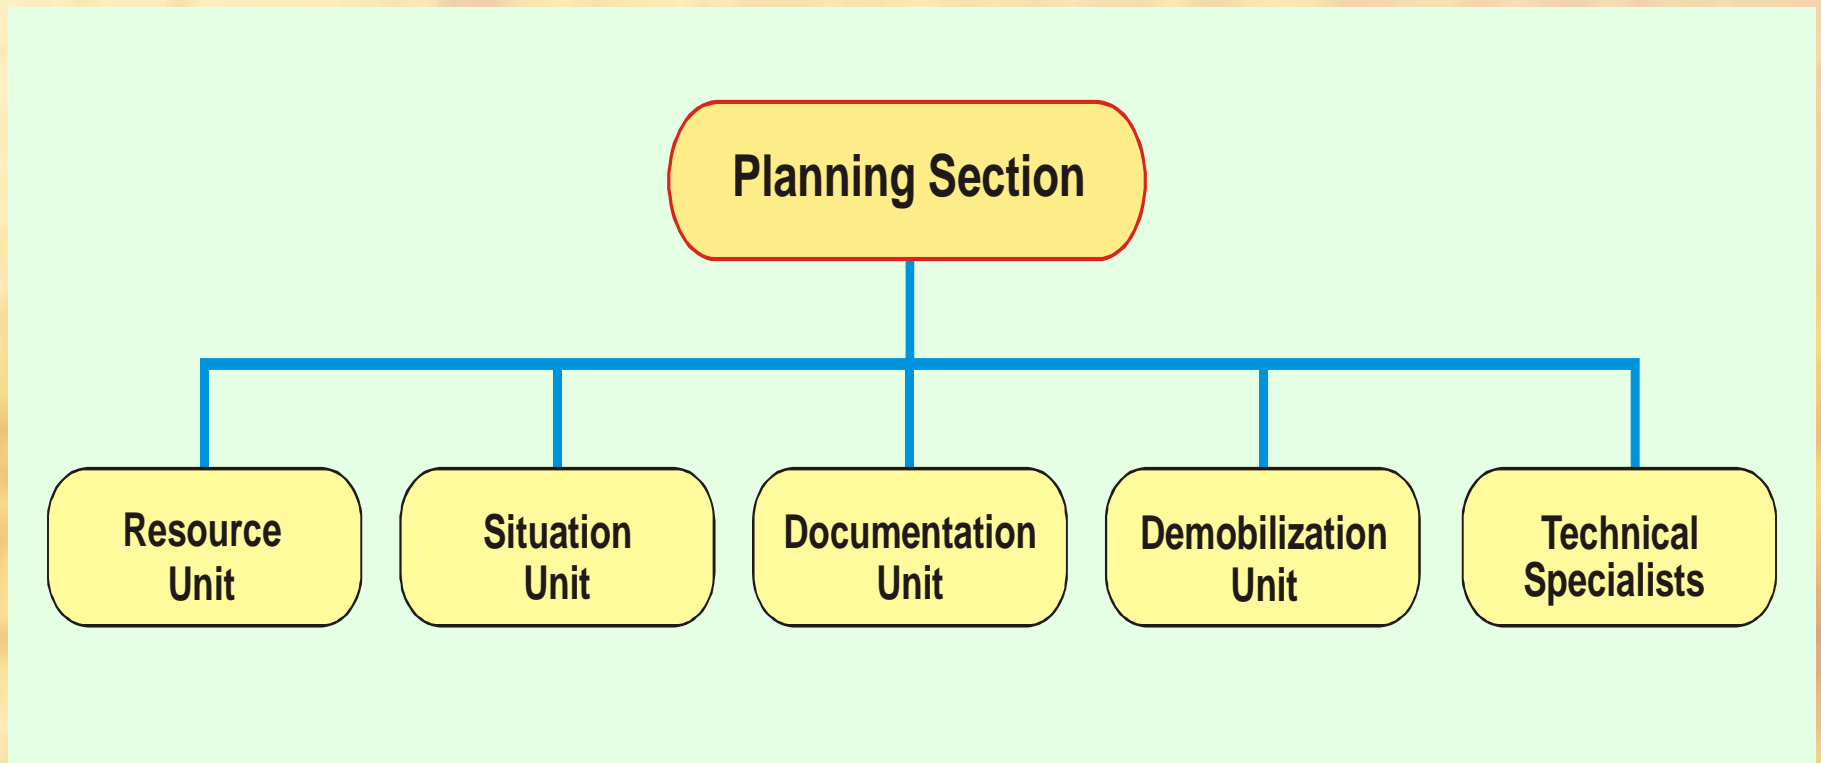 Planning Section
Resource
Unit
Situation
Unit
Documentation
Unit
Demobilization
Unit
Technical
Specialists